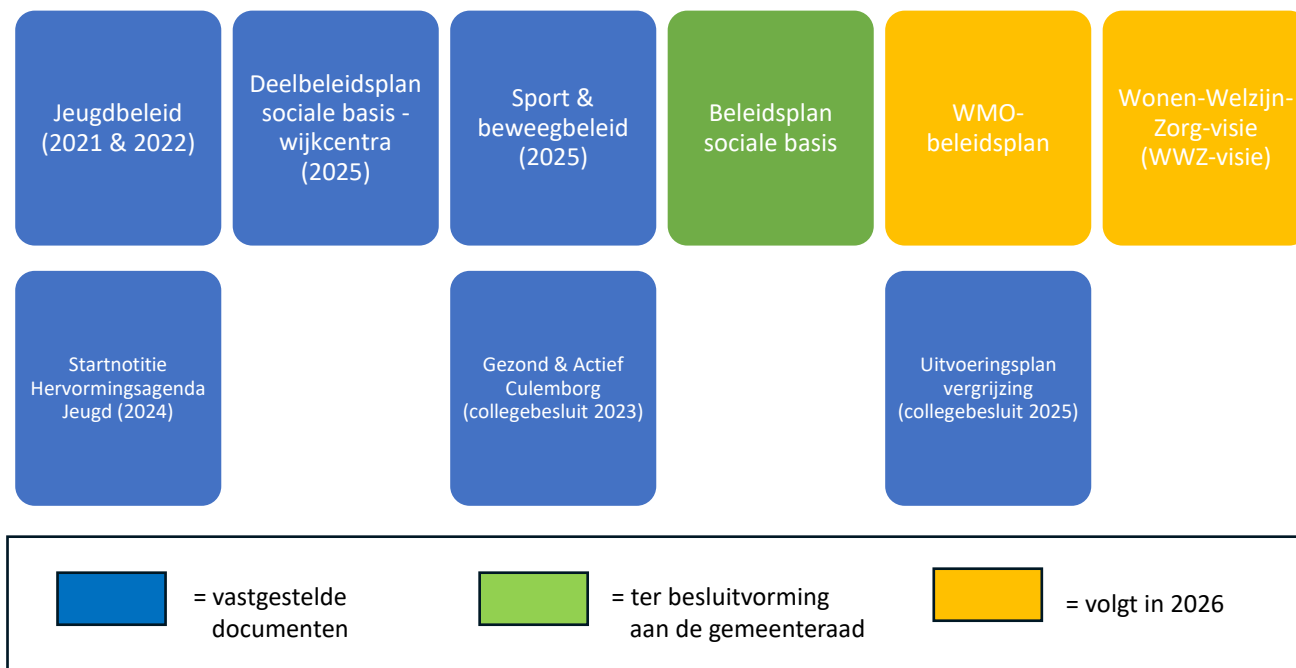 Jeugdbeleid
(2021 & 2022)
Deelbeleidsplan
sociale basis -
wijkcentra
(2025)
Sport &
beweegbeleid
(2025)
Beleidsplan
sociale basis
WMO-
beleidsplan
Wonen-Welzijn-
Zorg-visie
(WWZ-visie)
Startnotitie
Hervormingsagenda
Jeugd (2024)
Gezond & Actief
Culemborg
(collegebesluit 2023)
Uitvoeringsplan
vergrijzing
(collegebesluit 2025)
= vastgestelde
documenten
= ter besluitvorming
aan de gemeenteraad
= volgt in 2026